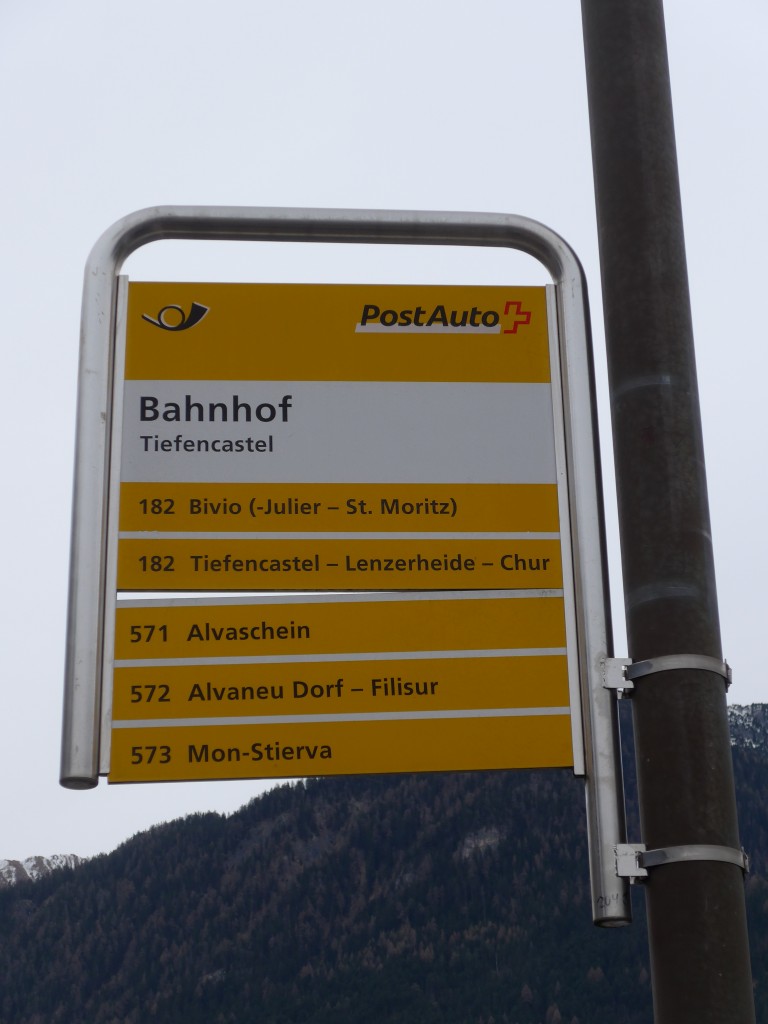 PostAuto
Bahnhof
Tiefencastel
182 Bivio (-Julier – St. Moritz)
182 Tiefencastel – Lenzerheide – Chur
571 Alvaschein
572 Alvaneu Dorf – Filisur
573 Mon-Stierva